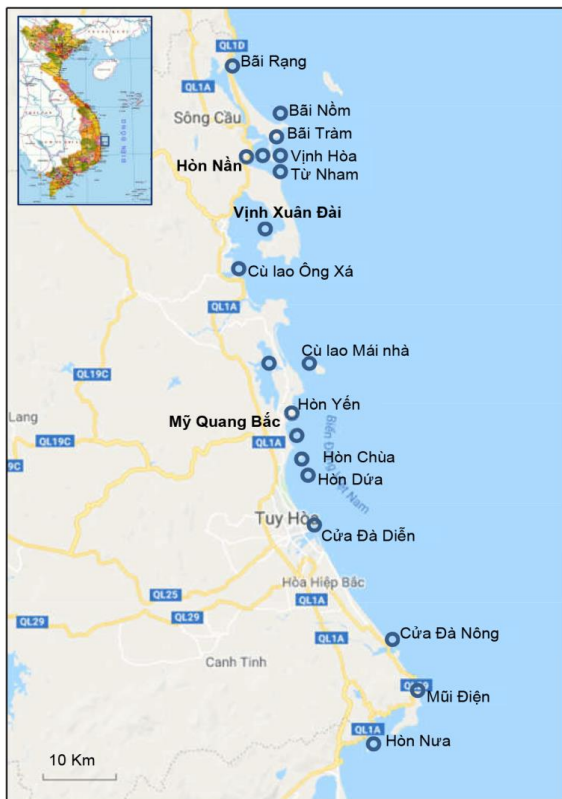 QL1D
Bãi Rạng
QL1A
Bãi Nồm
Sông Cầu
Bãi Tràm
Hòn Nần
Vịnh Hòa
Từ Nham
Vịnh Xuân Đài
Cù lao Ông Xá
QL1A
QL19C
Cù lao Mái nhà
Hòn Yến
Lang
Mỹ Quang Bắc
QL19C
QL1A
Biển Đông Việt Nam
Hòn Chùa
QL19C
Hòn Dứa
Tuy Hòa
Cửa Đà Diễn
Hòa Hiệp Bắc
QL25
QL1A
QL29
QL29
QL1A
Cửa Đà Nông
Canh Tinh
Mũi Điện
QL1A
Hòn Nưa
10 Km